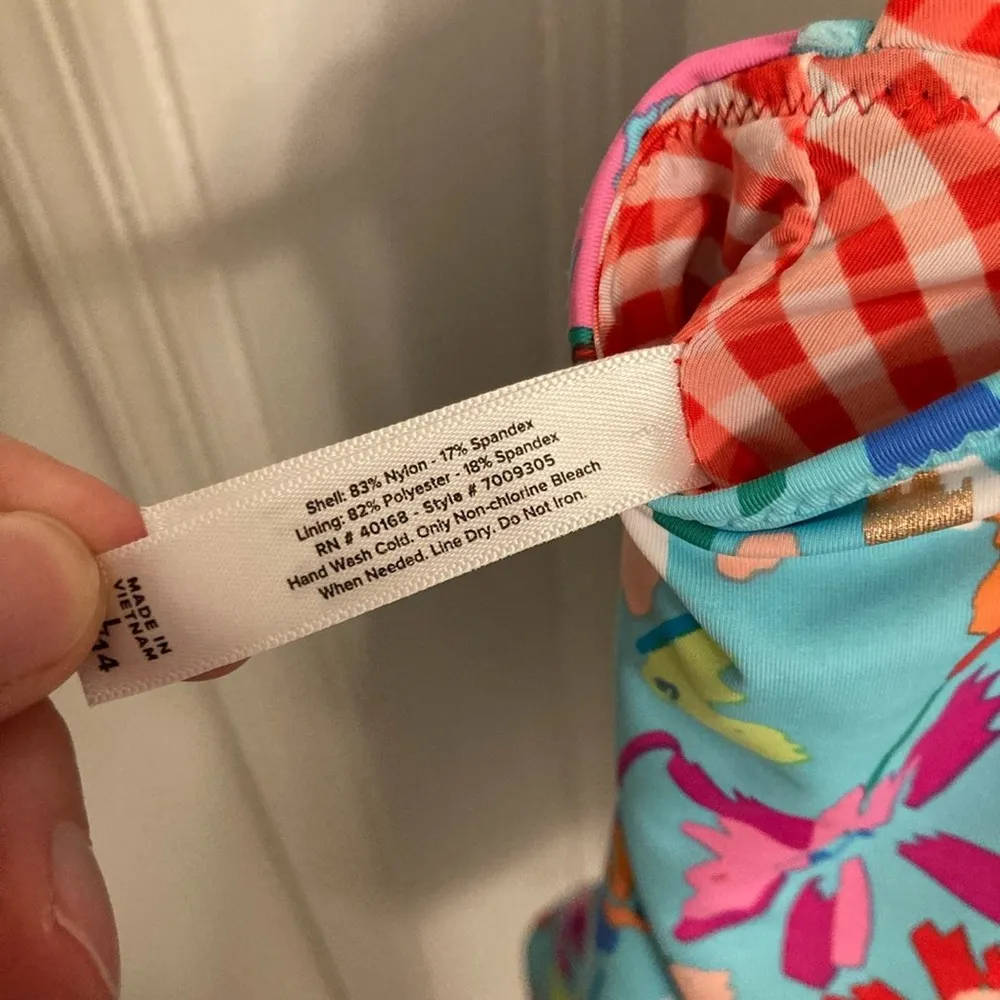 Shell: 83% Nylon - 17% Spandex
Lining: 82% Polyester - 18% Spandex
RN # 40168 - Style # 7009305
Hand Wash Cold. Only Non-chlorine Bleach
When Needed. Line Dry. Do Not Iron.
MADE IN
VIETNAM
L
14